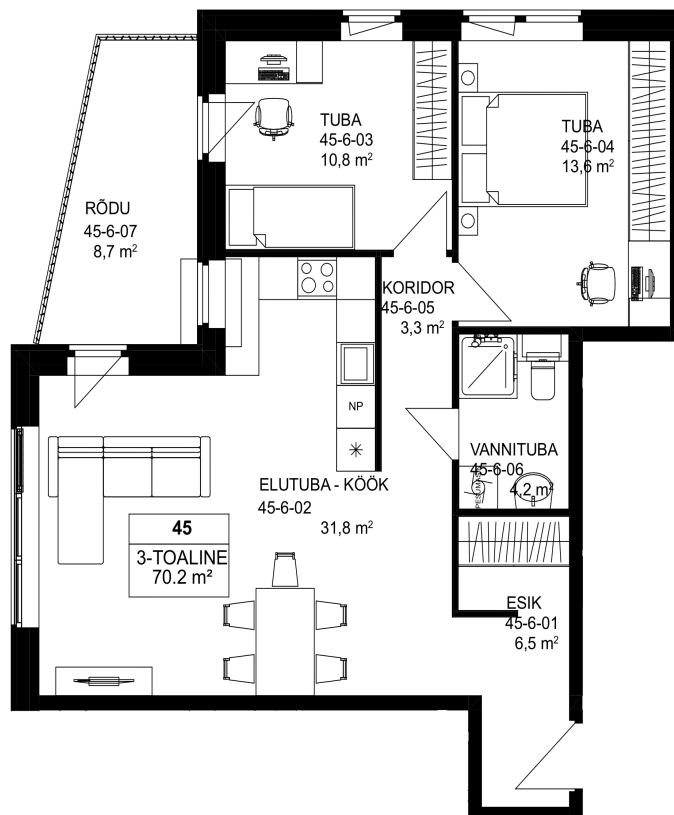 TUBA
45-6-03
10,8 m²
TUBA
45-6-04
13,6 m²
RÕDU
45-6-07
8,7 m²
KORIDOR
45-6-05
3,3 m²
NP
VANNITUBA
45-6-06
4,2 m²
ELUTUBA - KÖÖK
45-6-02
31,8 m²
45
3-TOALINE
70.2 m²
ESIK
45-6-01
6,5 m²